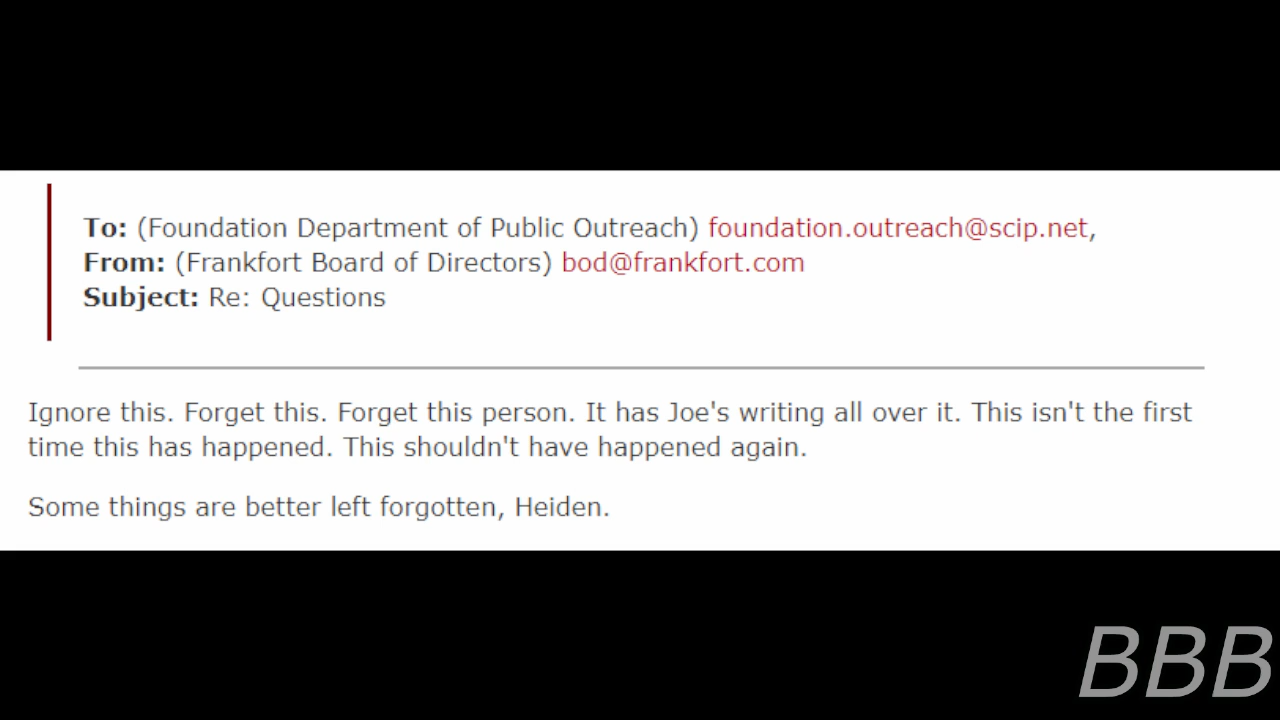 To: (Foundation Department of Public Outreach) foundation.outreach@scip.net,
From: (Frankfort Board of Directors) bod@frankfort.com
Subject: Re: Questions
Ignore this. Forget this. Forget this person. It has Joe's writing all over it. This isn't the first
time this has happened. This shouldn't have happened again.
Some things are better left forgotten, Heiden.
BBB